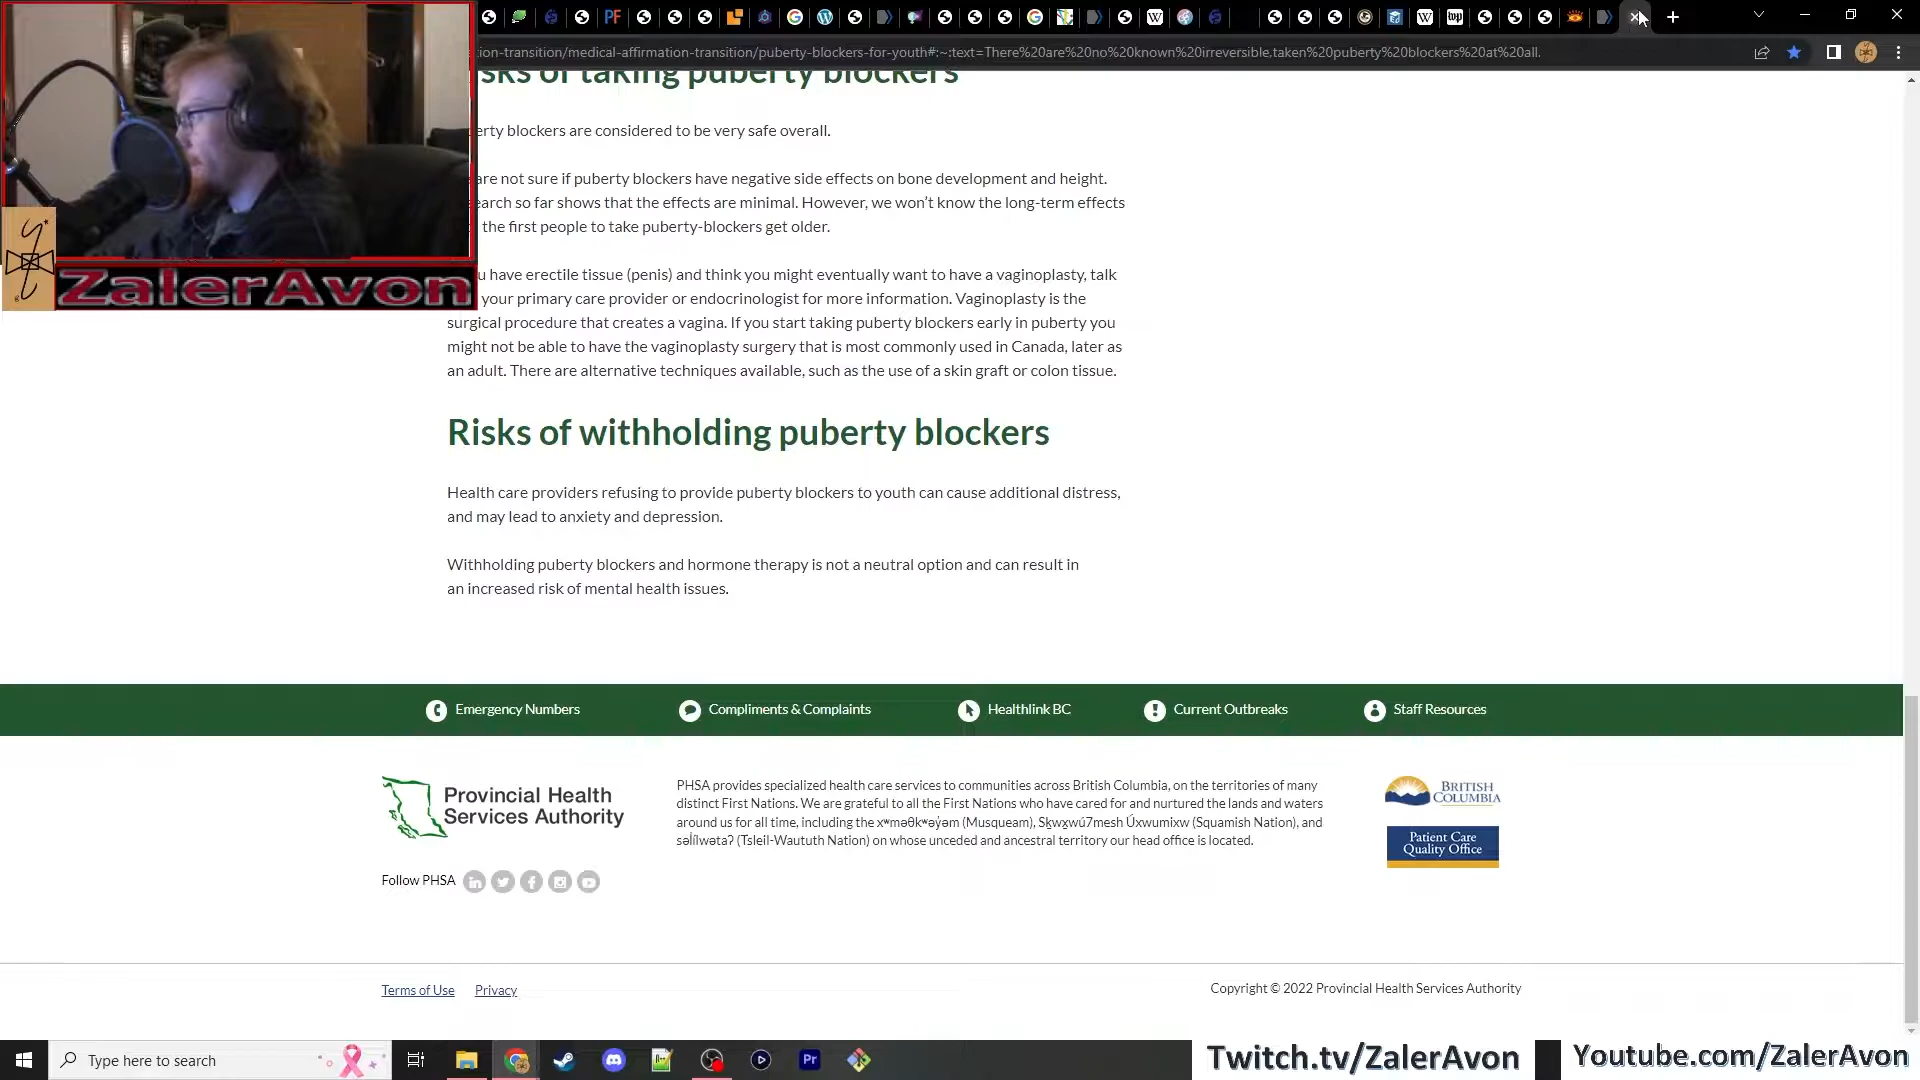 tion-transition/medical-affirmation-transition/puberty-blockers-for-youth#:~:text=There%20are%20no%20known%20irreversible,taken%20puberty%20blockers%20at%20all.
of taking puberty blockers
blockers are considered to be very safe overall.
are not sure if puberty blockers have negative side effects on bone development and height.
so far shows that the effects are minimal. However, we won't know the long-term effects
the first people to take puberty-blockers get older.
have erectile tissue (penis) and think you might eventually want to have a vaginoplasty, talk
your primary care provider or endocrinologist for more information. Vaginoplasty is the
surgical procedure that creates a vagina. If you start taking puberty blockers early in puberty you
might not be able to have the vaginoplasty surgery that is most commonly used in Canada, later as
an adult. There are alternative techniques available, such as the use of a skin graft or colon tissue.
ZalerAvon
Risks of withholding puberty blockers
Health care providers refusing to provide puberty blockers to youth can cause additional distress,
and may lead to anxiety and depression.
Withholding puberty blockers and hormone therapy is not a neutral option and can result in
an increased risk of mental health issues.
Emergency Numbers
Compliments & Complaints
Healthlink BC
Current Outbreaks
Staff Resources
Provincial Health
Services Authority
PHSA provides specialized health care services to communities across British Columbia, on the territories of many
distinct First Nations. We are grateful to all the First Nations who have cared for and nurtured the lands and waters
around us for all time, including the xʷməθkʷəy̓əm (Musqueam), Sḵwx̱wú7mesh Úxwumixw (Squamish Nation), and
səl̓ílwətaʔ (Tsleil-Waututh Nation) on whose unceded and ancestral territory our head office is located.
BRITISH
COLUMBIA
Patient Care
Quality Office
Follow PHSA
Terms of Use
Privacy
Copyright © 2022 Provincial Health Services Authority
Type here to search
Twitch.tv/ZalerAvon
Youtube.com/ZalerAvon